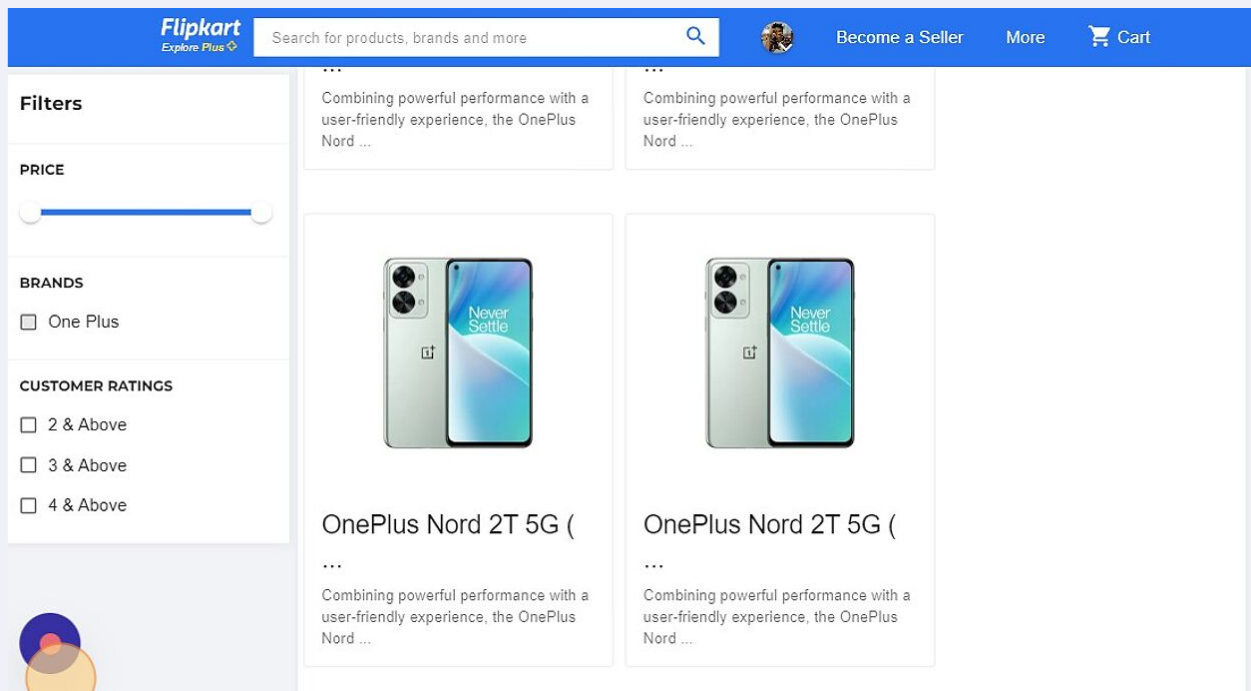 Flipkart
Explore Plus
Search for products, brands and more
Become a Seller
More
Cart
Filters
PRICE
BRANDS
One Plus
CUSTOMER RATINGS
2 & Above
3 & Above
4 & Above
...
Combining powerful performance with a
user-friendly experience, the OnePlus
Nord ...
...
Combining powerful performance with a
user-friendly experience, the OnePlus
Nord ...
Never
Settle
OnePlus Nord 2T 5G (
...
Combining powerful performance with a
user-friendly experience, the OnePlus
Nord ...
Never
Settle
OnePlus Nord 2T 5G (
...
Combining powerful performance with a
user-friendly experience, the OnePlus
Nord ...